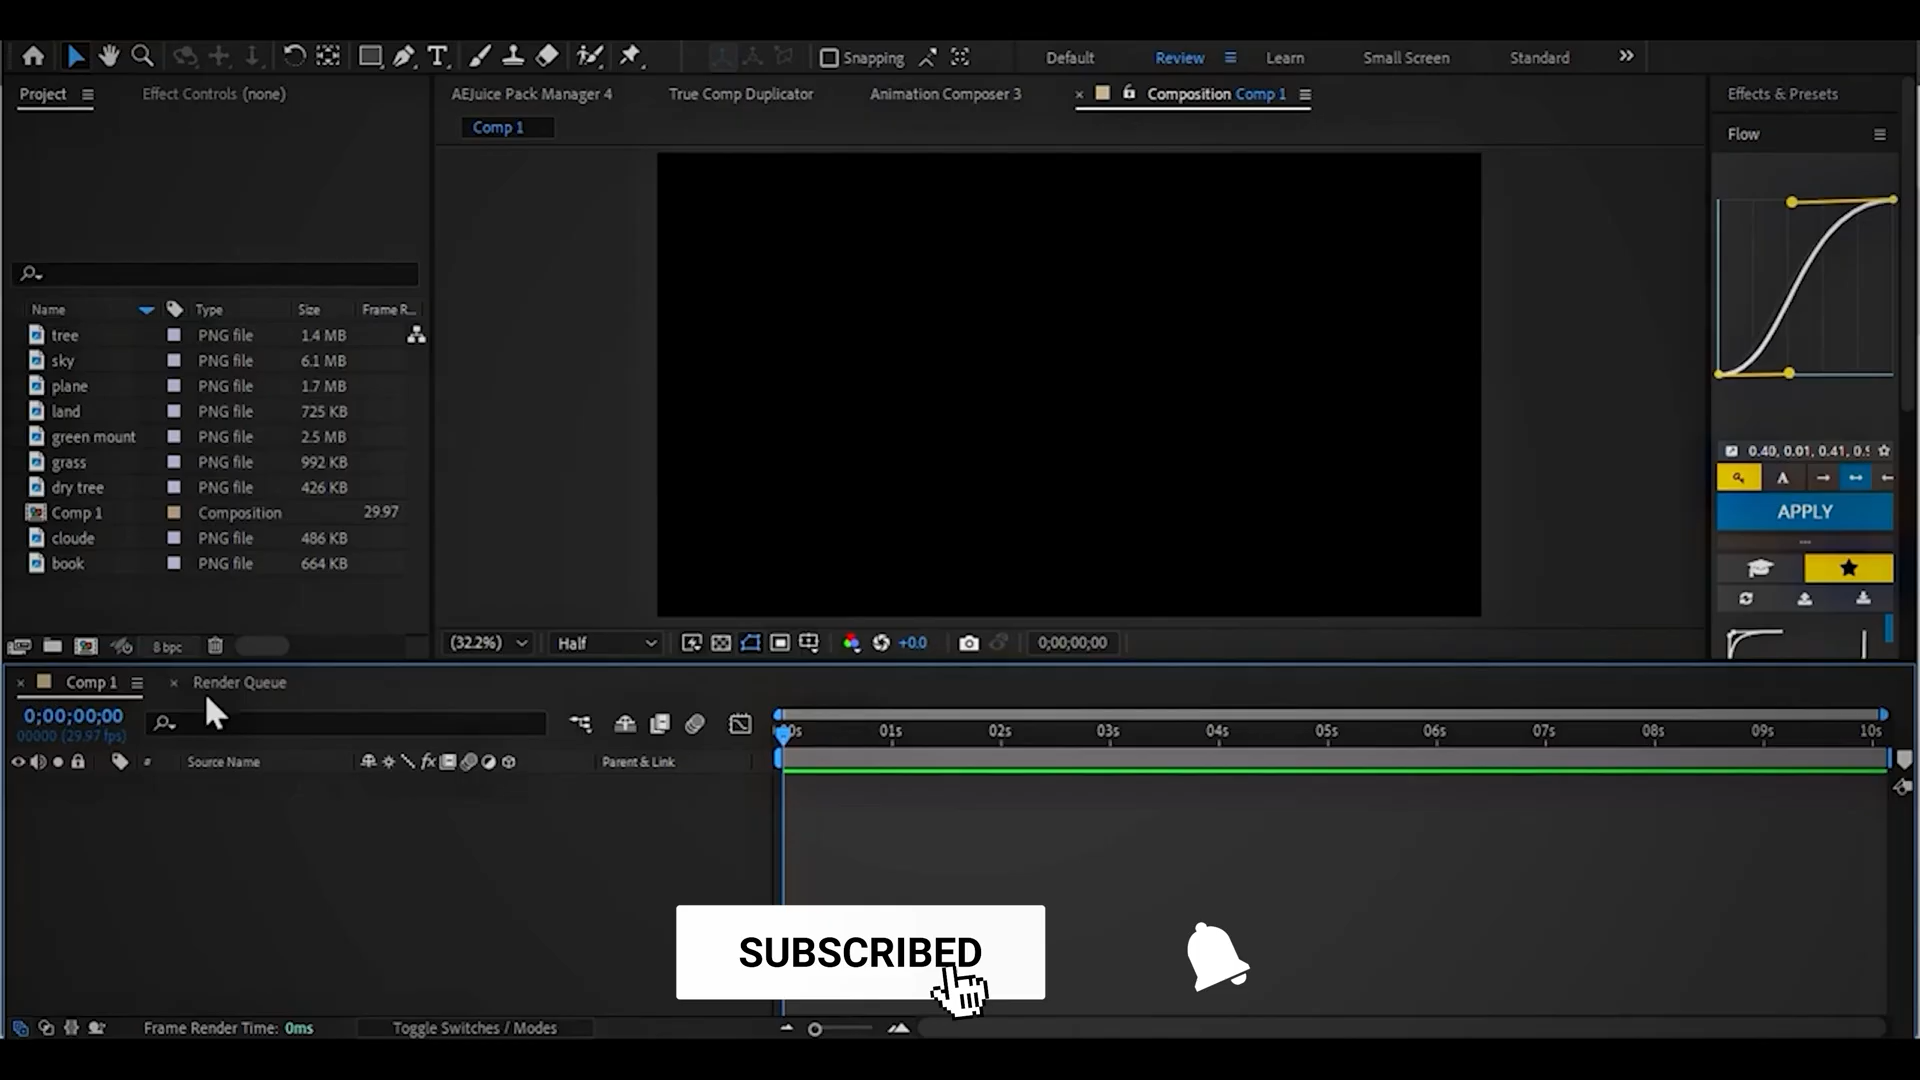 Snapping
Default
Review
Learn
Small Screen
Standard
Project
Effect Controls (none)
AEJuice Pack Manager 4
True Comp Duplicator
Animation Composer 3
Composition Comp 1
Effects & Presets
Comp 1
Flow
Name
Type
Size
Frame R...
tree PNG file 1.4 MB
sky PNG file 6.1 MB
plane PNG file 1.7 MB
land PNG file 725 KB
green mount PNG file 2.5 MB
grass PNG file 992 KB
dry tree PNG file 426 KB
Comp 1 Composition 29.97
cloude PNG file 486 KB
book PNG file 664 KB
0.40, 0.01, 0.41,
APPLY
8 bpc
(32.2%)
Half
+0.0
0;00;00;00
Comp 1
Render Queue
0;00;00;00
00000 (29.97 fps)
01s 02s 03s 04s 05s 06s 07s 08s 09s 10s
#
Source Name
fx
Parent & Link
SUBSCRIBED
Frame Render Time: 0ms
Toggle Switches / Modes